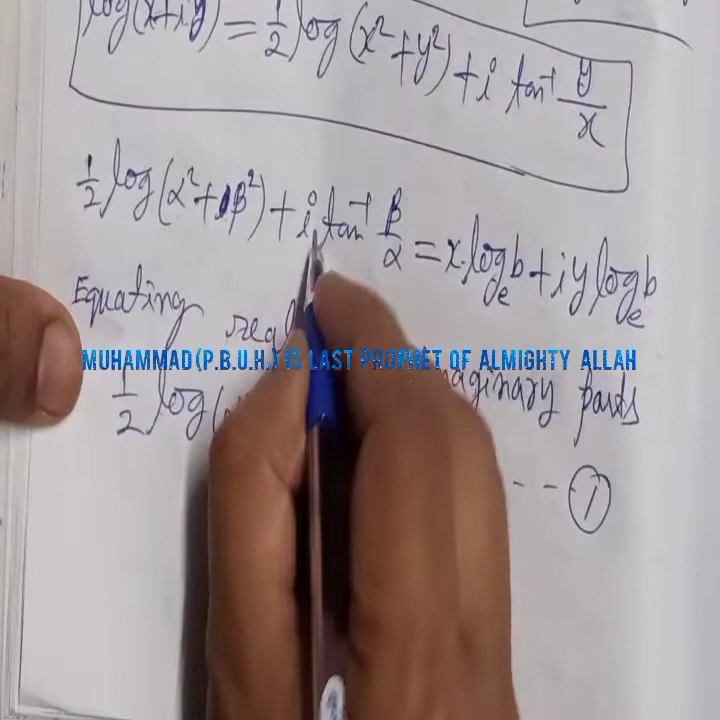 log(x+iy) = 1/2 log(x²+y²) + i tan⁻¹ y/x
1/2 log(α²+β²) + i tan⁻¹ β/α = x logₑb + iy logₑb
Equating real
MUHAMMAD(P.B.U.H.) IS LAST PROPHET OF ALMIGHTY ALLAH
parts
1/2 log(
--- ①